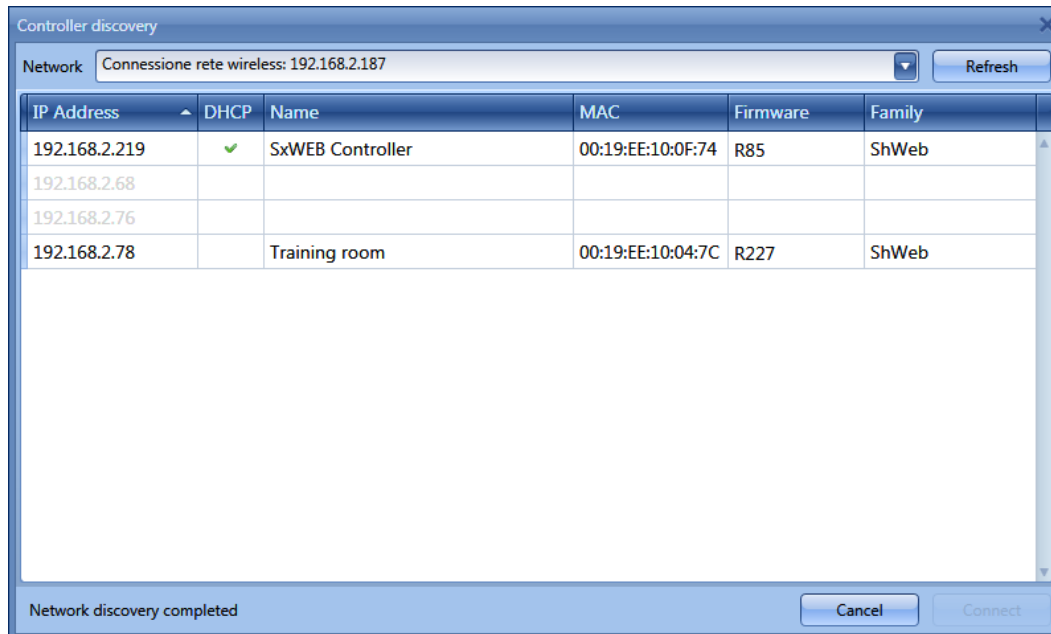 Controller discovery
Network Connessione rete wireless: 192.168.2.187 Refresh
IP Address DHCP Name MAC Firmware Family
192.168.2.219 SxWEB Controller 00:19:EE:10:0F:74 R85 ShWeb
192.168.2.68
192.168.2.76
192.168.2.78 Training room 00:19:EE:10:04:7C R227 ShWeb
Network discovery completed Cancel Connect